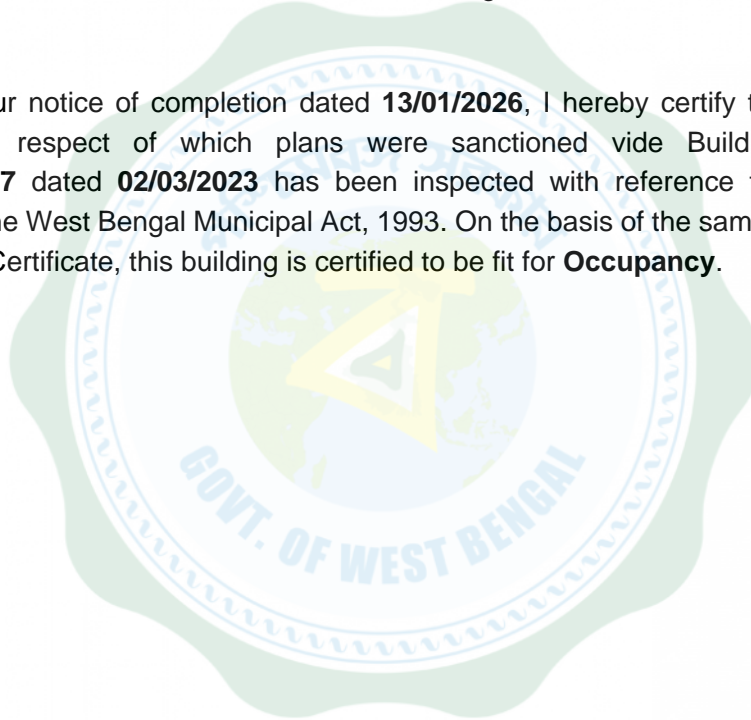 ur notice of completion dated 13/01/2026, I hereby certify t
respect of which plans were sanctioned vide Build
7 dated 02/03/2023 has been inspected with reference
ne West Bengal Municipal Act, 1993. On the basis of the sam
Certificate, this building is certified to be fit for Occupancy.
GOVT. OF WEST BENGAL